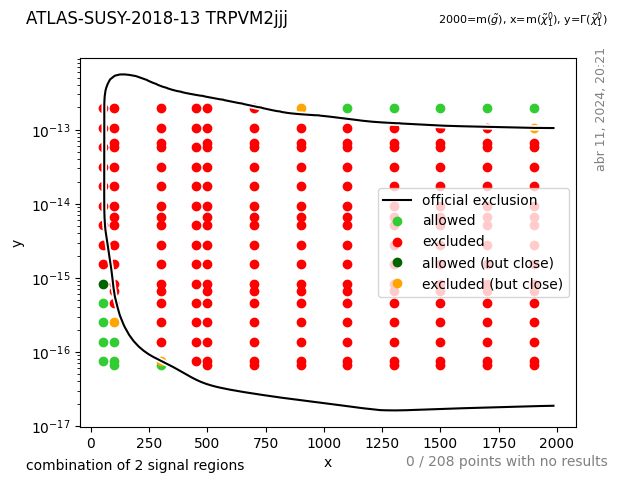 ATLAS-SUSY-2018-13 TRPVM2jjj
2000=m(g̃), x=m(χ̃₁⁰), y=Γ(χ̃₁⁰)
abr 11, 2024, 20:21
y
10⁻¹³
10⁻¹⁴
10⁻¹⁵
10⁻¹⁶
10⁻¹⁷
official exclusion
allowed
excluded
allowed (but close)
excluded (but close)
0 250 500 750 1000 1250 1500 1750 2000
x
combination of 2 signal regions
0 / 208 points with no results